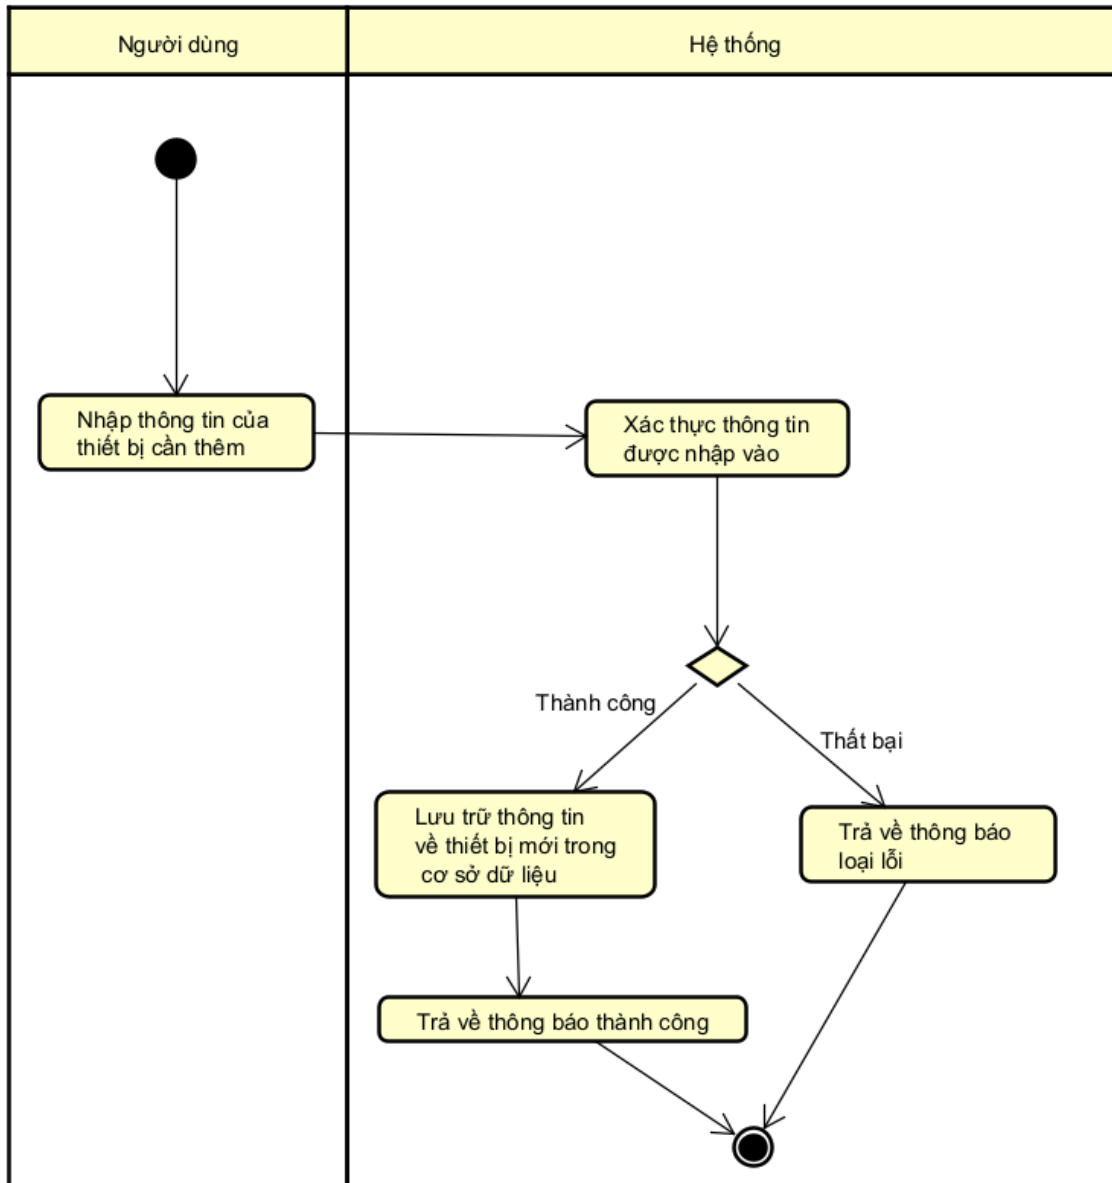 Người dùng
Hệ thống
Nhập thông tin của
thiết bị cần thêm
Xác thực thông tin
được nhập vào
Thành công
Thất bại
Lưu trữ thông tin
về thiết bị mới trong
cơ sở dữ liệu
Trả về thông báo
loại lỗi
Trả về thông báo thành công